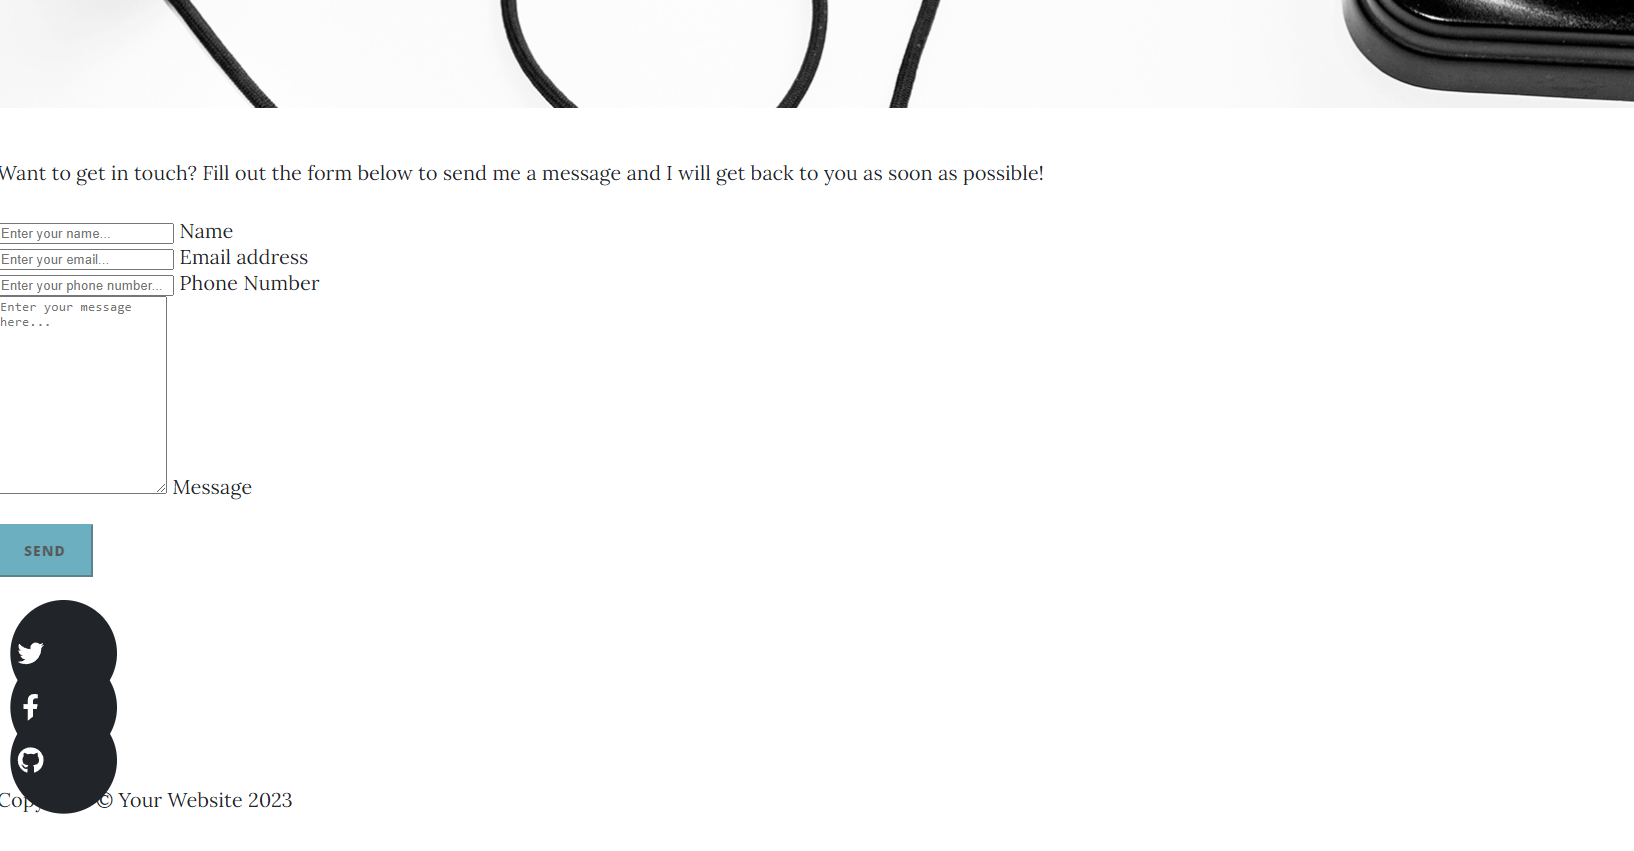 Want to get in touch? Fill out the form below to send me a message and I will get back to you as soon as possible!
Enter your name... Name
Enter your email... Email address
Enter your phone number... Phone Number
Enter your message
here...
Message
SEND
© Your Website 2023